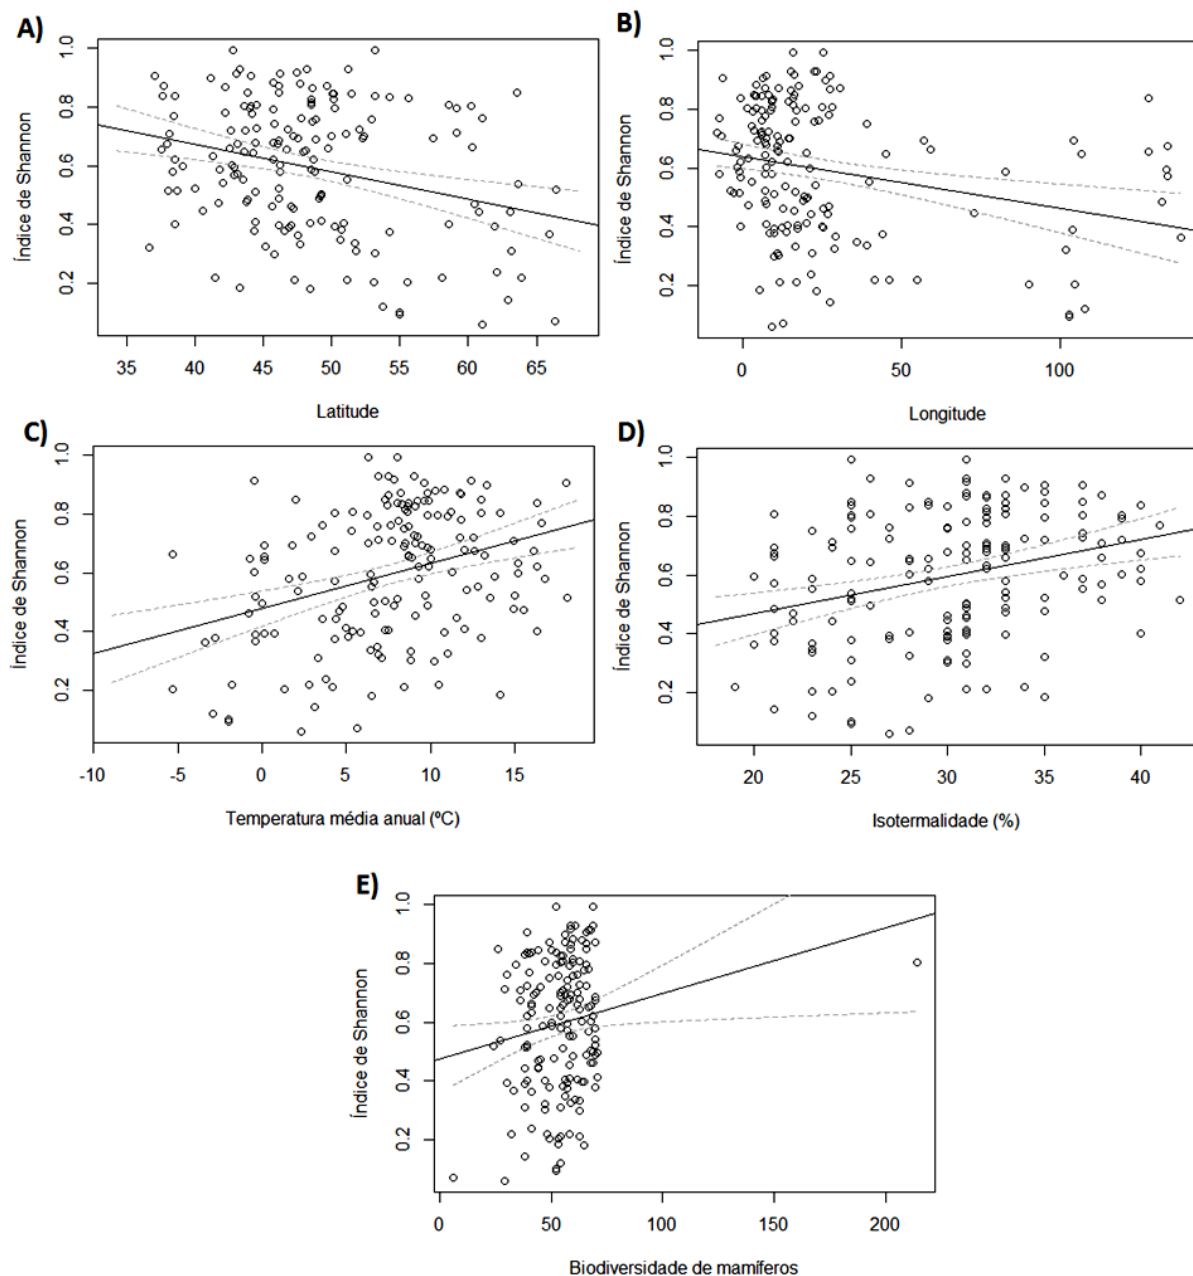 A)
Índice de Shannon
1.0
0.8
0.6
0.4
0.2
35 40 45 50 55 60 65
Latitude
B)
Índice de Shannon
1.0
0.8
0.6
0.4
0.2
0 50 100
Longitude
C)
Índice de Shannon
1.0
0.8
0.6
0.4
0.2
-10 -5 0 5 10 15
Temperatura média anual (ºC)
D)
Índice de Shannon
1.0
0.8
0.6
0.4
0.2
20 25 30 35 40
Isotermalidade (%)
E)
Índice de Shannon
1.0
0.8
0.6
0.4
0.2
0 50 100 150 200
Biodiversidade de mamíferos